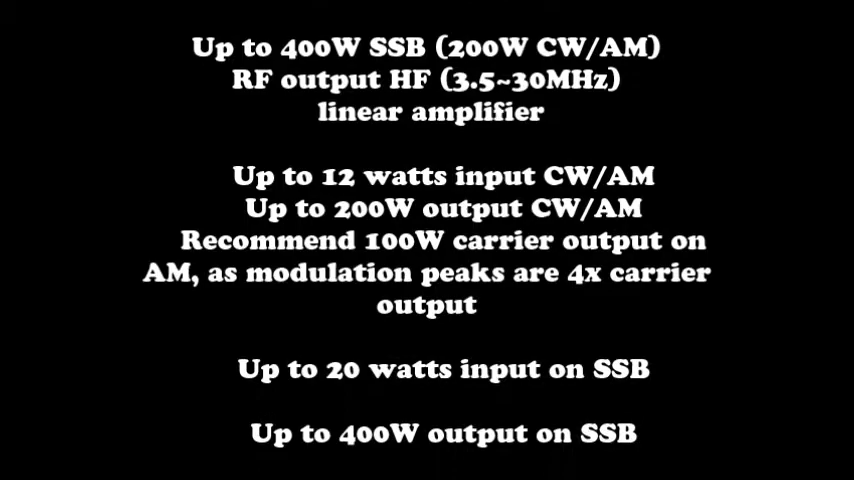 Up to 400W SSB (200W CW/AM)
RF output HF (3.5~30MHz)
linear amplifier
Up to 12 watts input CW/AM
Up to 200W output CW/AM
Recommend 100W carrier output on
AM, as modulation peaks are 4x carrier
output
Up to 20 watts input on SSB
Up to 400W output on SSB